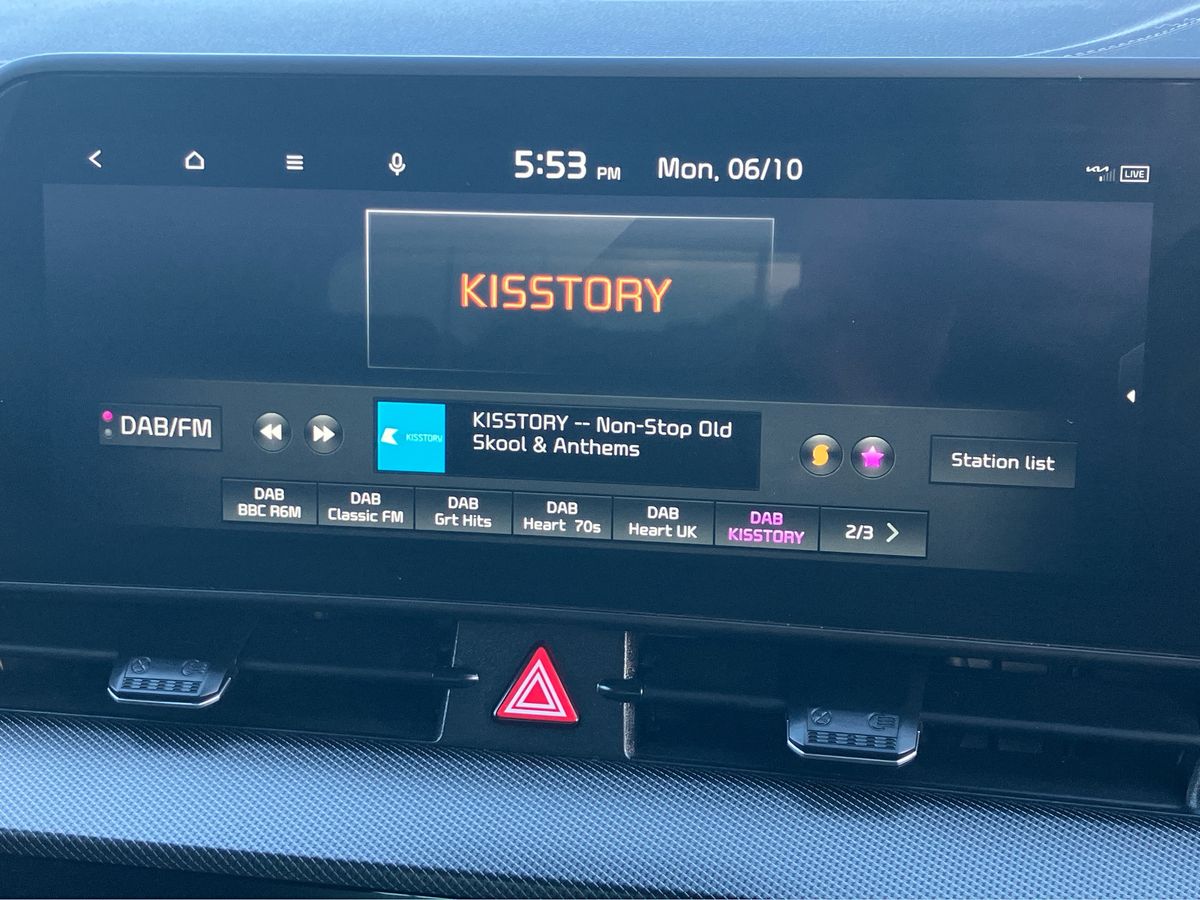 5:53 PM Mon, 06/10
KIA LIVE
KISSTORY
DAB/FM
KISSTORY
KISSTORY -- Non-Stop Old
Skool & Anthems
Station list
DAB
BBC R6M
DAB
Classic FM
DAB
Grt Hits
DAB
Heart 70s
DAB
Heart UK
DAB
KISSTORY
2/3